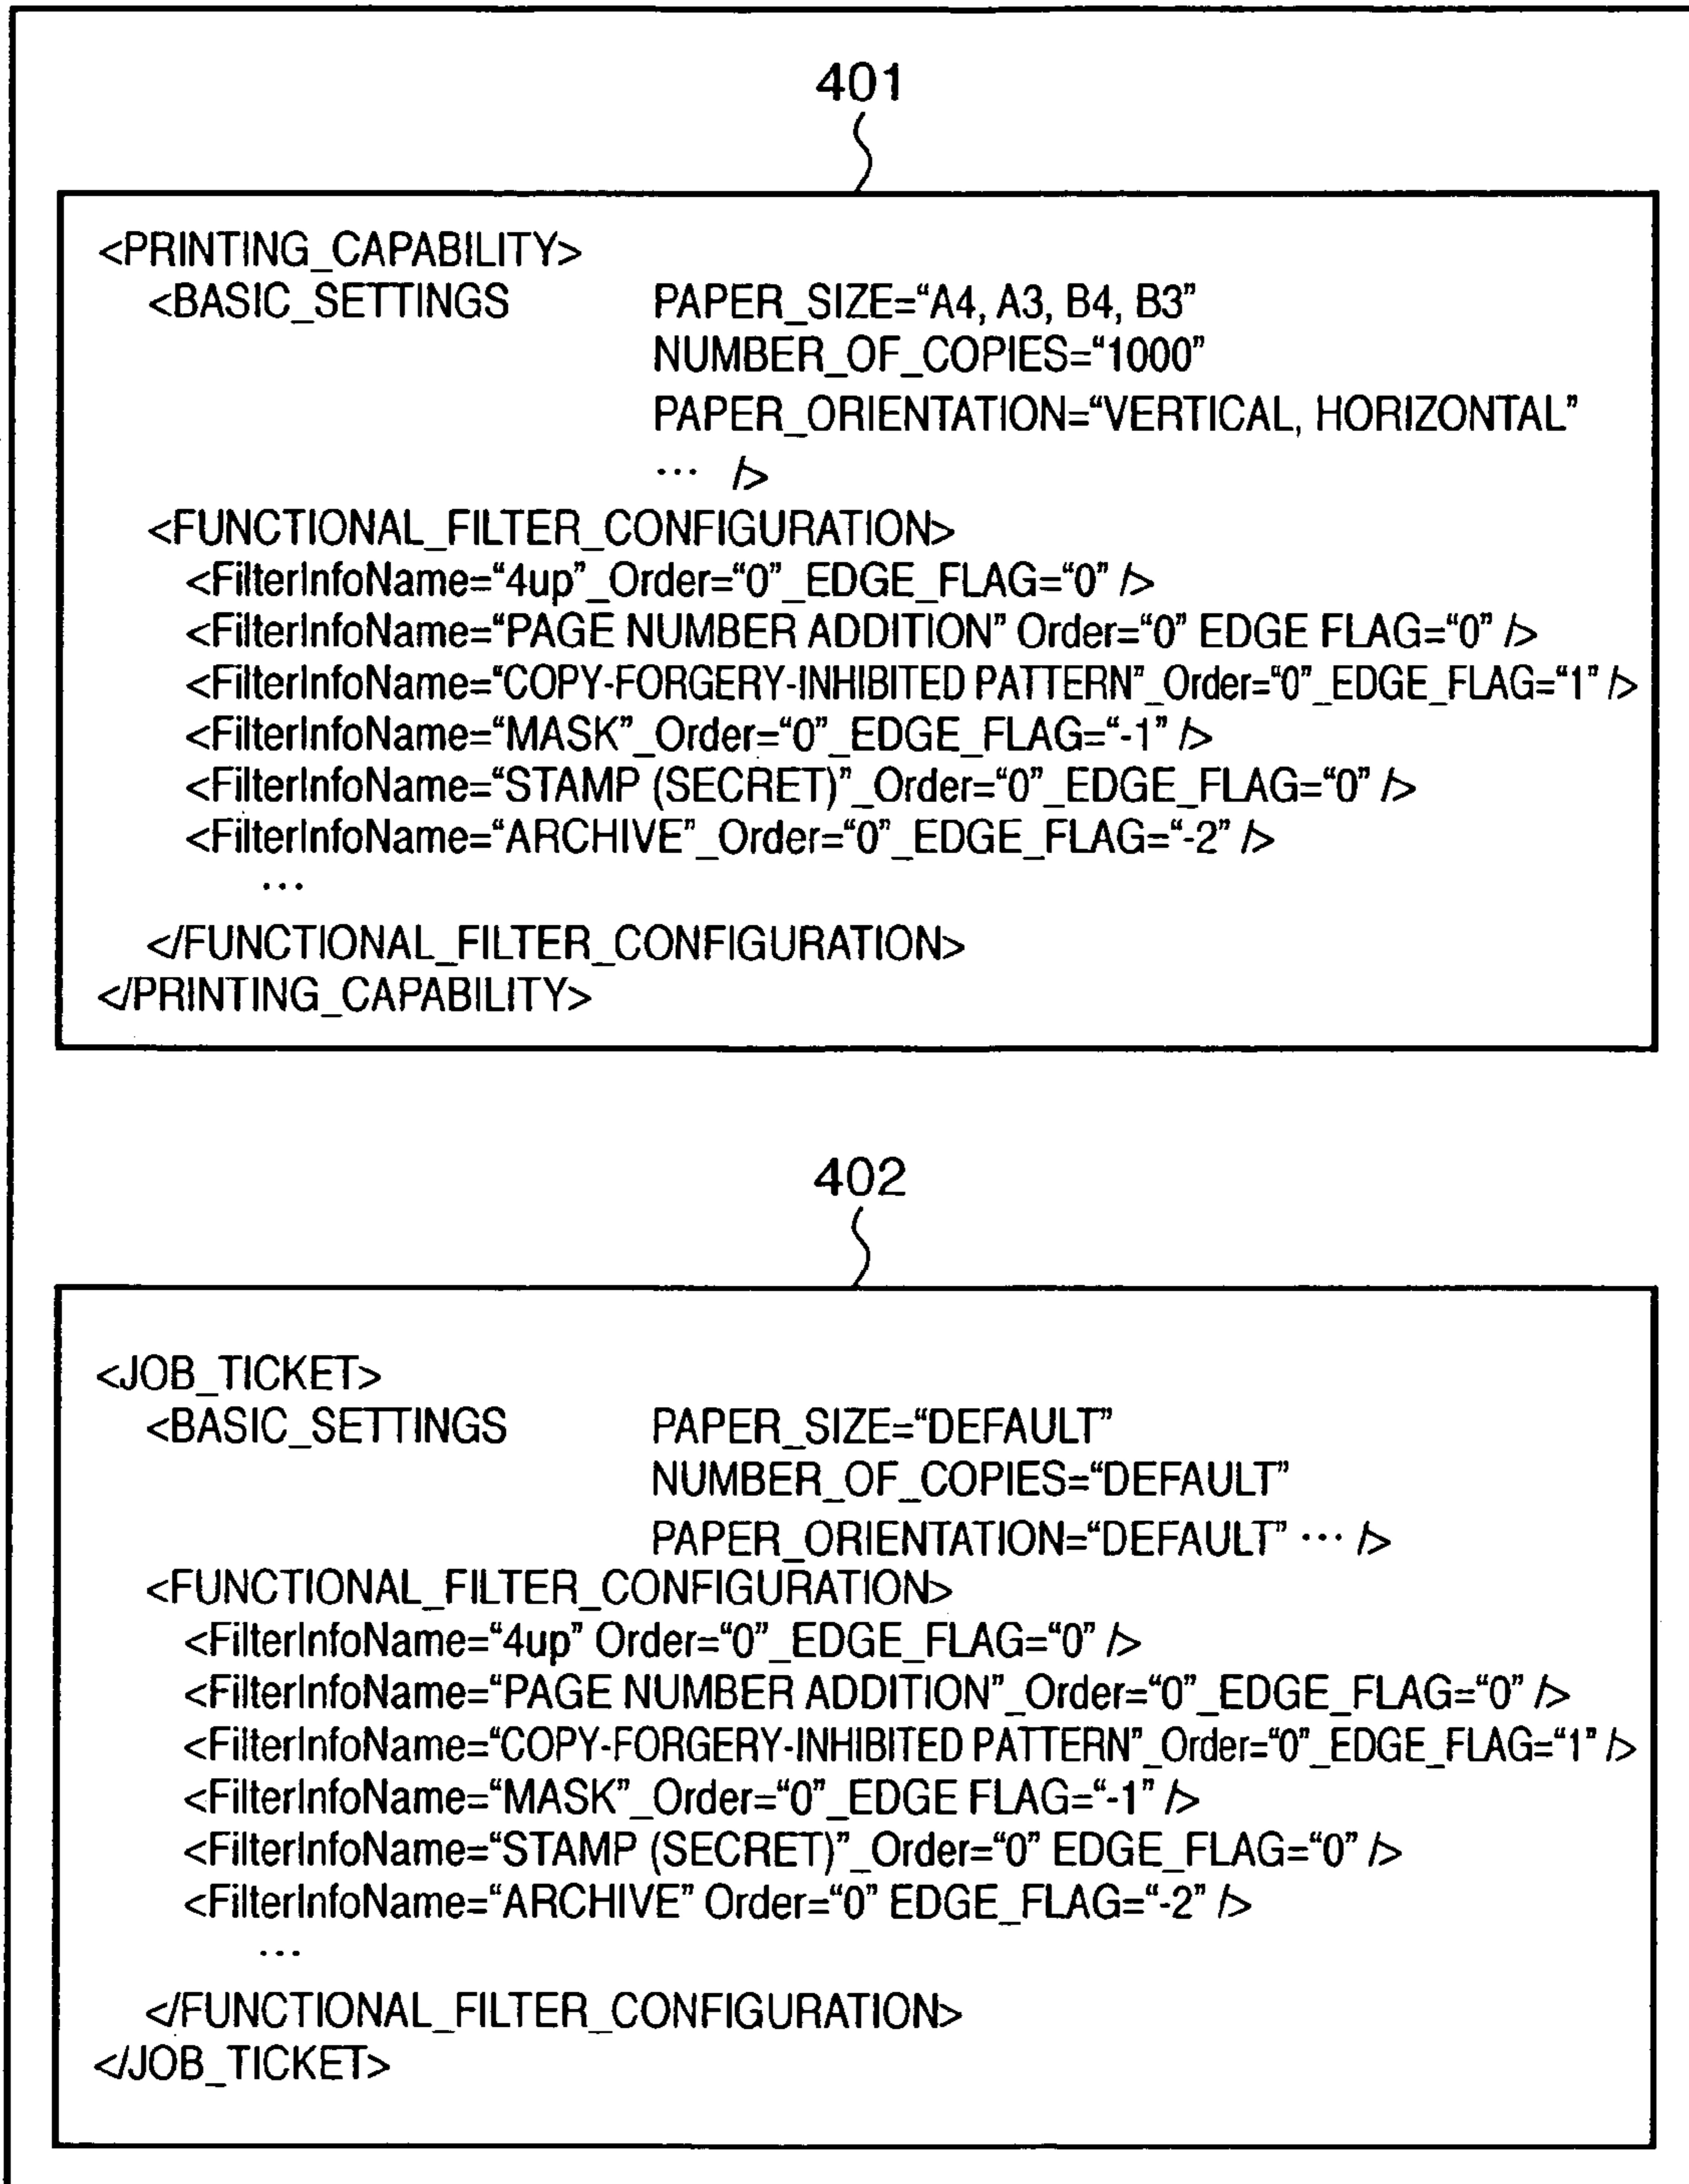 401
<PRINTING_CAPABILITY>
<BASIC_SETTINGS PAPER_SIZE=“A4, A3, B4, B3”
NUMBER_OF_COPIES=“1000”
PAPER_ORIENTATION=“VERTICAL, HORIZONTAL”
··· />
<FUNCTIONAL_FILTER_CONFIGURATION>
<FilterInfoName=“4up”_Order=“0”_EDGE_FLAG=“0” />
<FilterInfoName=“PAGE NUMBER ADDITION” Order=“0” EDGE FLAG=“0” />
<FilterInfoName=“COPY-FORGERY-INHIBITED PATTERN”_Order=“0”_EDGE_FLAG=“1” />
<FilterInfoName=“MASK”_Order=“0”_EDGE_FLAG=“-1” />
<FilterInfoName=“STAMP (SECRET)”_Order=“0”_EDGE_FLAG=“0” />
<FilterInfoName=“ARCHIVE”_Order=“0”_EDGE_FLAG=“-2” />
···
</FUNCTIONAL_FILTER_CONFIGURATION>
</PRINTING_CAPABILITY>
402
<JOB_TICKET>
<BASIC_SETTINGS PAPER_SIZE=“DEFAULT”
NUMBER_OF_COPIES=“DEFAULT”
PAPER_ORIENTATION=“DEFAULT” ··· />
<FUNCTIONAL_FILTER_CONFIGURATION>
<FilterInfoName=“4up” Order=“0”_EDGE_FLAG=“0” />
<FilterInfoName=“PAGE NUMBER ADDITION”_Order=“0”_EDGE_FLAG=“0” />
<FilterInfoName=“COPY-FORGERY-INHIBITED PATTERN”_Order=“0”_EDGE_FLAG=“1” />
<FilterInfoName=“MASK”_Order=“0”_EDGE FLAG=“-1” />
<FilterInfoName=“STAMP (SECRET)”_Order=“0” EDGE_FLAG=“0” />
<FilterInfoName=“ARCHIVE” Order=“0” EDGE_FLAG=“-2” />
···
</FUNCTIONAL_FILTER_CONFIGURATION>
</JOB_TICKET>